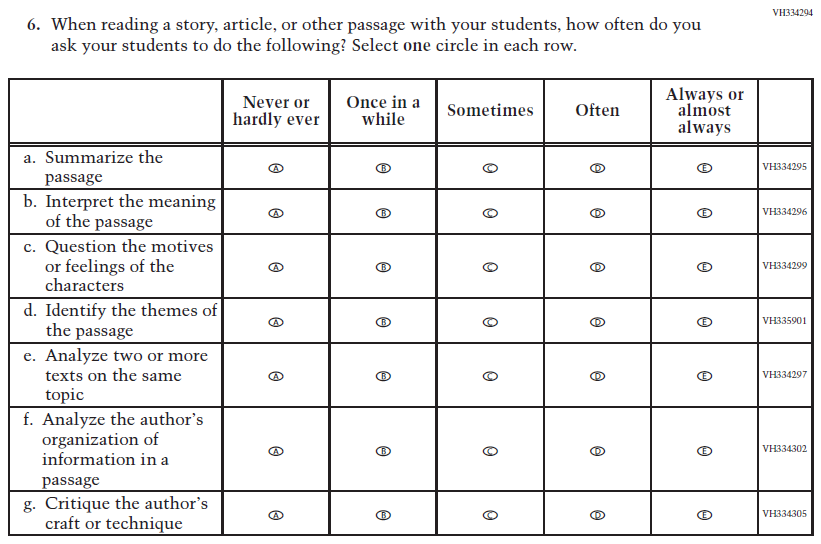 VH334294
6. When reading a story, article, or other passage with your students, how often do you
ask your students to do the following? Select one circle in each row.
Never or
hardly ever
Once in a
while
Sometimes
Often
Always or
almost
always
a. Summarize the
passage
A B C D E VH334295
b. Interpret the meaning
of the passage
A B C D E VH334296
c. Question the motives
or feelings of the
characters
A B C D E VH334299
d. Identify the themes of
the passage
A B C D E VH335901
e. Analyze two or more
texts on the same
topic
A B C D E VH334297
f. Analyze the author's
organization of
information in a
passage
A B C D E VH334302
g. Critique the author's
craft or technique
A B C D E VH334305